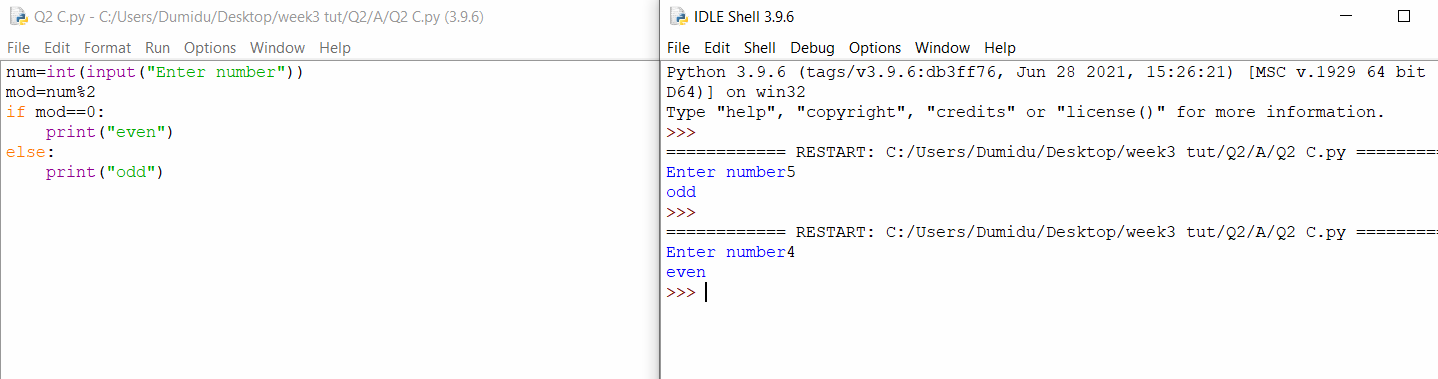 Q2 C.py - C:/Users/Dumidu/Desktop/week3 tut/Q2/A/Q2 C.py (3.9.6)
File Edit Format Run Options Window Help
num=int(input("Enter number"))
mod=num%2
if mod==0:
    print("even")
else:
    print("odd")
IDLE Shell 3.9.6
File Edit Shell Debug Options Window Help
Python 3.9.6 (tags/v3.9.6:db3ff76, Jun 28 2021, 15:26:21) [MSC v.1929 64 bit
D64)] on win32
Type "help", "copyright", "credits" or "license()" for more information.
>>>
============ RESTART: C:/Users/Dumidu/Desktop/week3 tut/Q2/A/Q2 C.py =========
Enter number5
odd
>>>
============ RESTART: C:/Users/Dumidu/Desktop/week3 tut/Q2/A/Q2 C.py =========
Enter number4
even
>>>